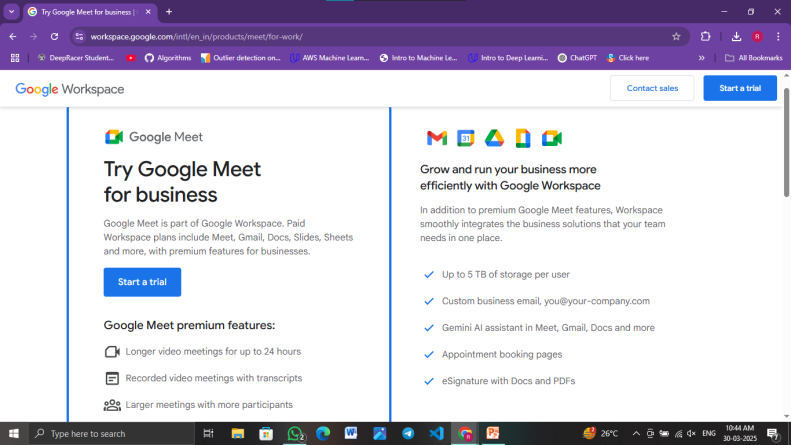 Try Google Meet for business |
workspace.google.com/intl/en_in/products/meet/for-work/
DeepRacer Student...
Algorithms
Outlier detection on...
AWS Machine Learn...
Intro to Machine Le...
Intro to Deep Learni...
ChatGPT
Click here
All Bookmarks
Google Workspace
Contact sales
Start a trial
Google Meet
Try Google Meet
for business
Google Meet is part of Google Workspace. Paid
Workspace plans include Meet, Gmail, Docs, Slides, Sheets
and more, with premium features for businesses.
Start a trial
Google Meet premium features:
Longer video meetings for up to 24 hours
Recorded video meetings with transcripts
Larger meetings with more participants
31
Grow and run your business more
efficiently with Google Workspace
In addition to premium Google Meet features, Workspace
smoothly integrates the business solutions that your team
needs in one place.
Up to 5 TB of storage per user
Custom business email, you@your-company.com
Gemini AI assistant in Meet, Gmail, Docs and more
Appointment booking pages
eSignature with Docs and PDFs
Type here to search
2
26°C
ENG
10:44 AM
30-03-2025
7